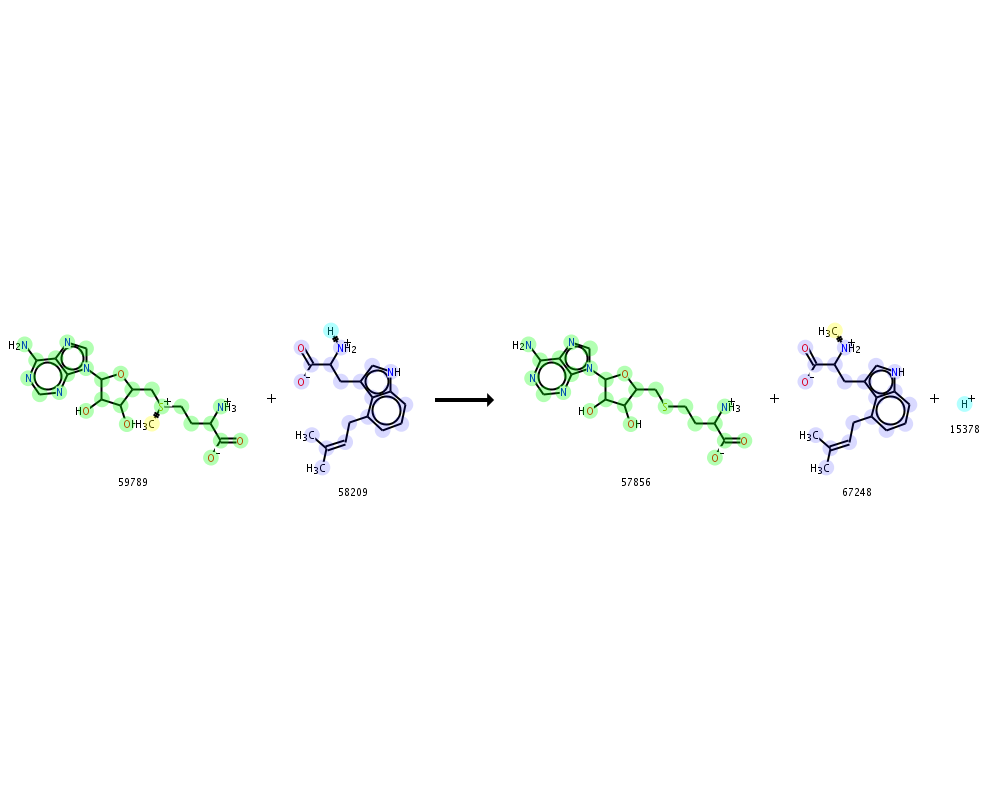 H₂N N N N N O HO OH H₃C S + NH₃ + O O⁻
59789
+
H NH₂ + O O⁻ NH H₃C H₃C
58209
H₂N N N N N O HO OH S NH₃ + O O⁻
57856
+
H₃C NH₂ + O O⁻ NH H₃C H₃C
67248
+
H⁺
15378